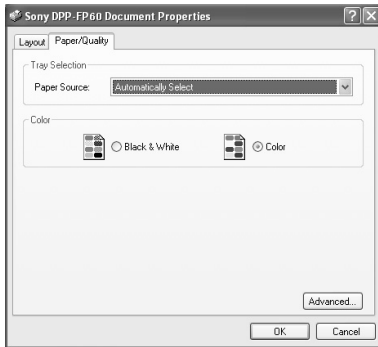 Sony DPP-FP60 Document Properties
Layout Paper/Quality
Tray Selection
Paper Source: Automatically Select
Color
Black & White Color
Advanced...
OK Cancel